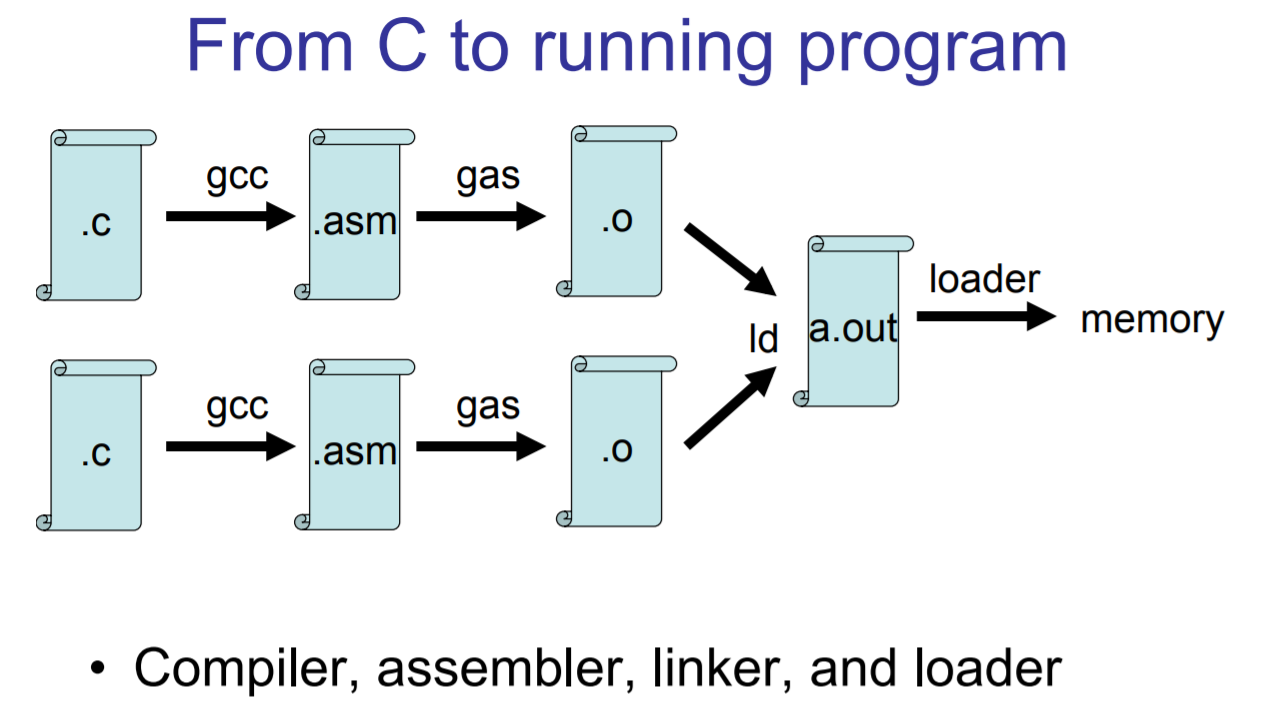 From C to running program
.c
gcc
.asm
gas
.o
.c
gcc
.asm
gas
.o
ld
a.out
loader
memory
• Compiler, assembler, linker, and loader